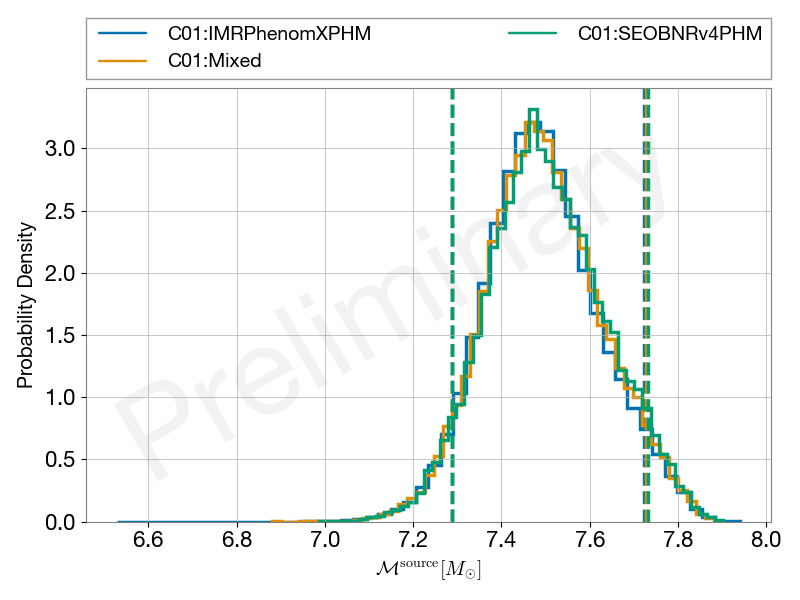 C01:IMRPhenomXPHM
C01:Mixed
C01:SEOBNRv4PHM
Preliminary
Probability Density
3.0
2.5
2.0
1.5
1.0
0.5
0.0
6.6 6.8 7.0 7.2 7.4 7.6 7.8 8.0
ℳ^source[M_⊙]